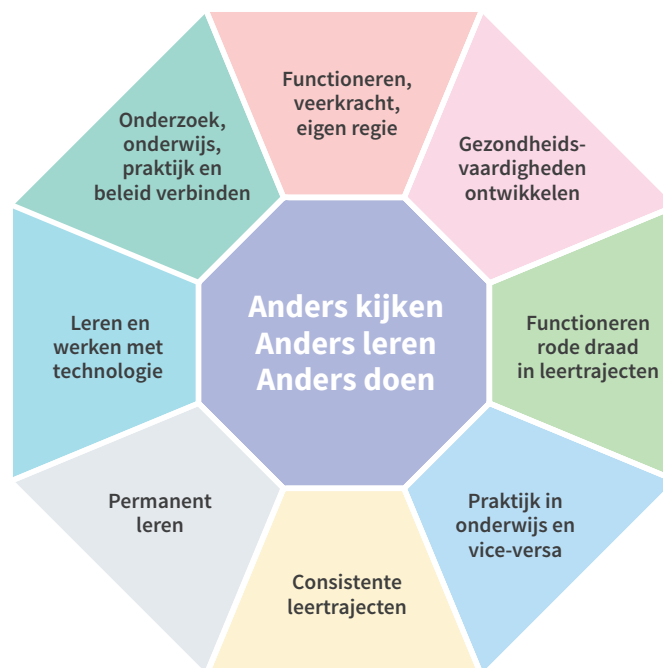 Functioneren,
veerkracht,
eigen regie
Gezondheids-
vaardigheden
ontwikkelen
Functioneren
rode draad
in leertrajecten
Praktijk in
onderwijs en
vice-versa
Consistente
leertrajecten
Permanent
leren
Leren en
werken met
technologie
Onderzoek,
onderwijs,
praktijk en
beleid verbinden
Anders kijken
Anders leren
Anders doen